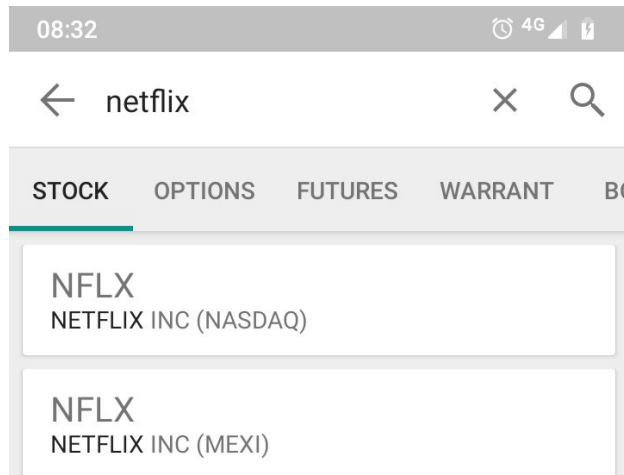 08:32 4G
netflix
STOCK OPTIONS FUTURES WARRANT
NFLX
NETFLIX INC (NASDAQ)
NFLX
NETFLIX INC (MEXI)